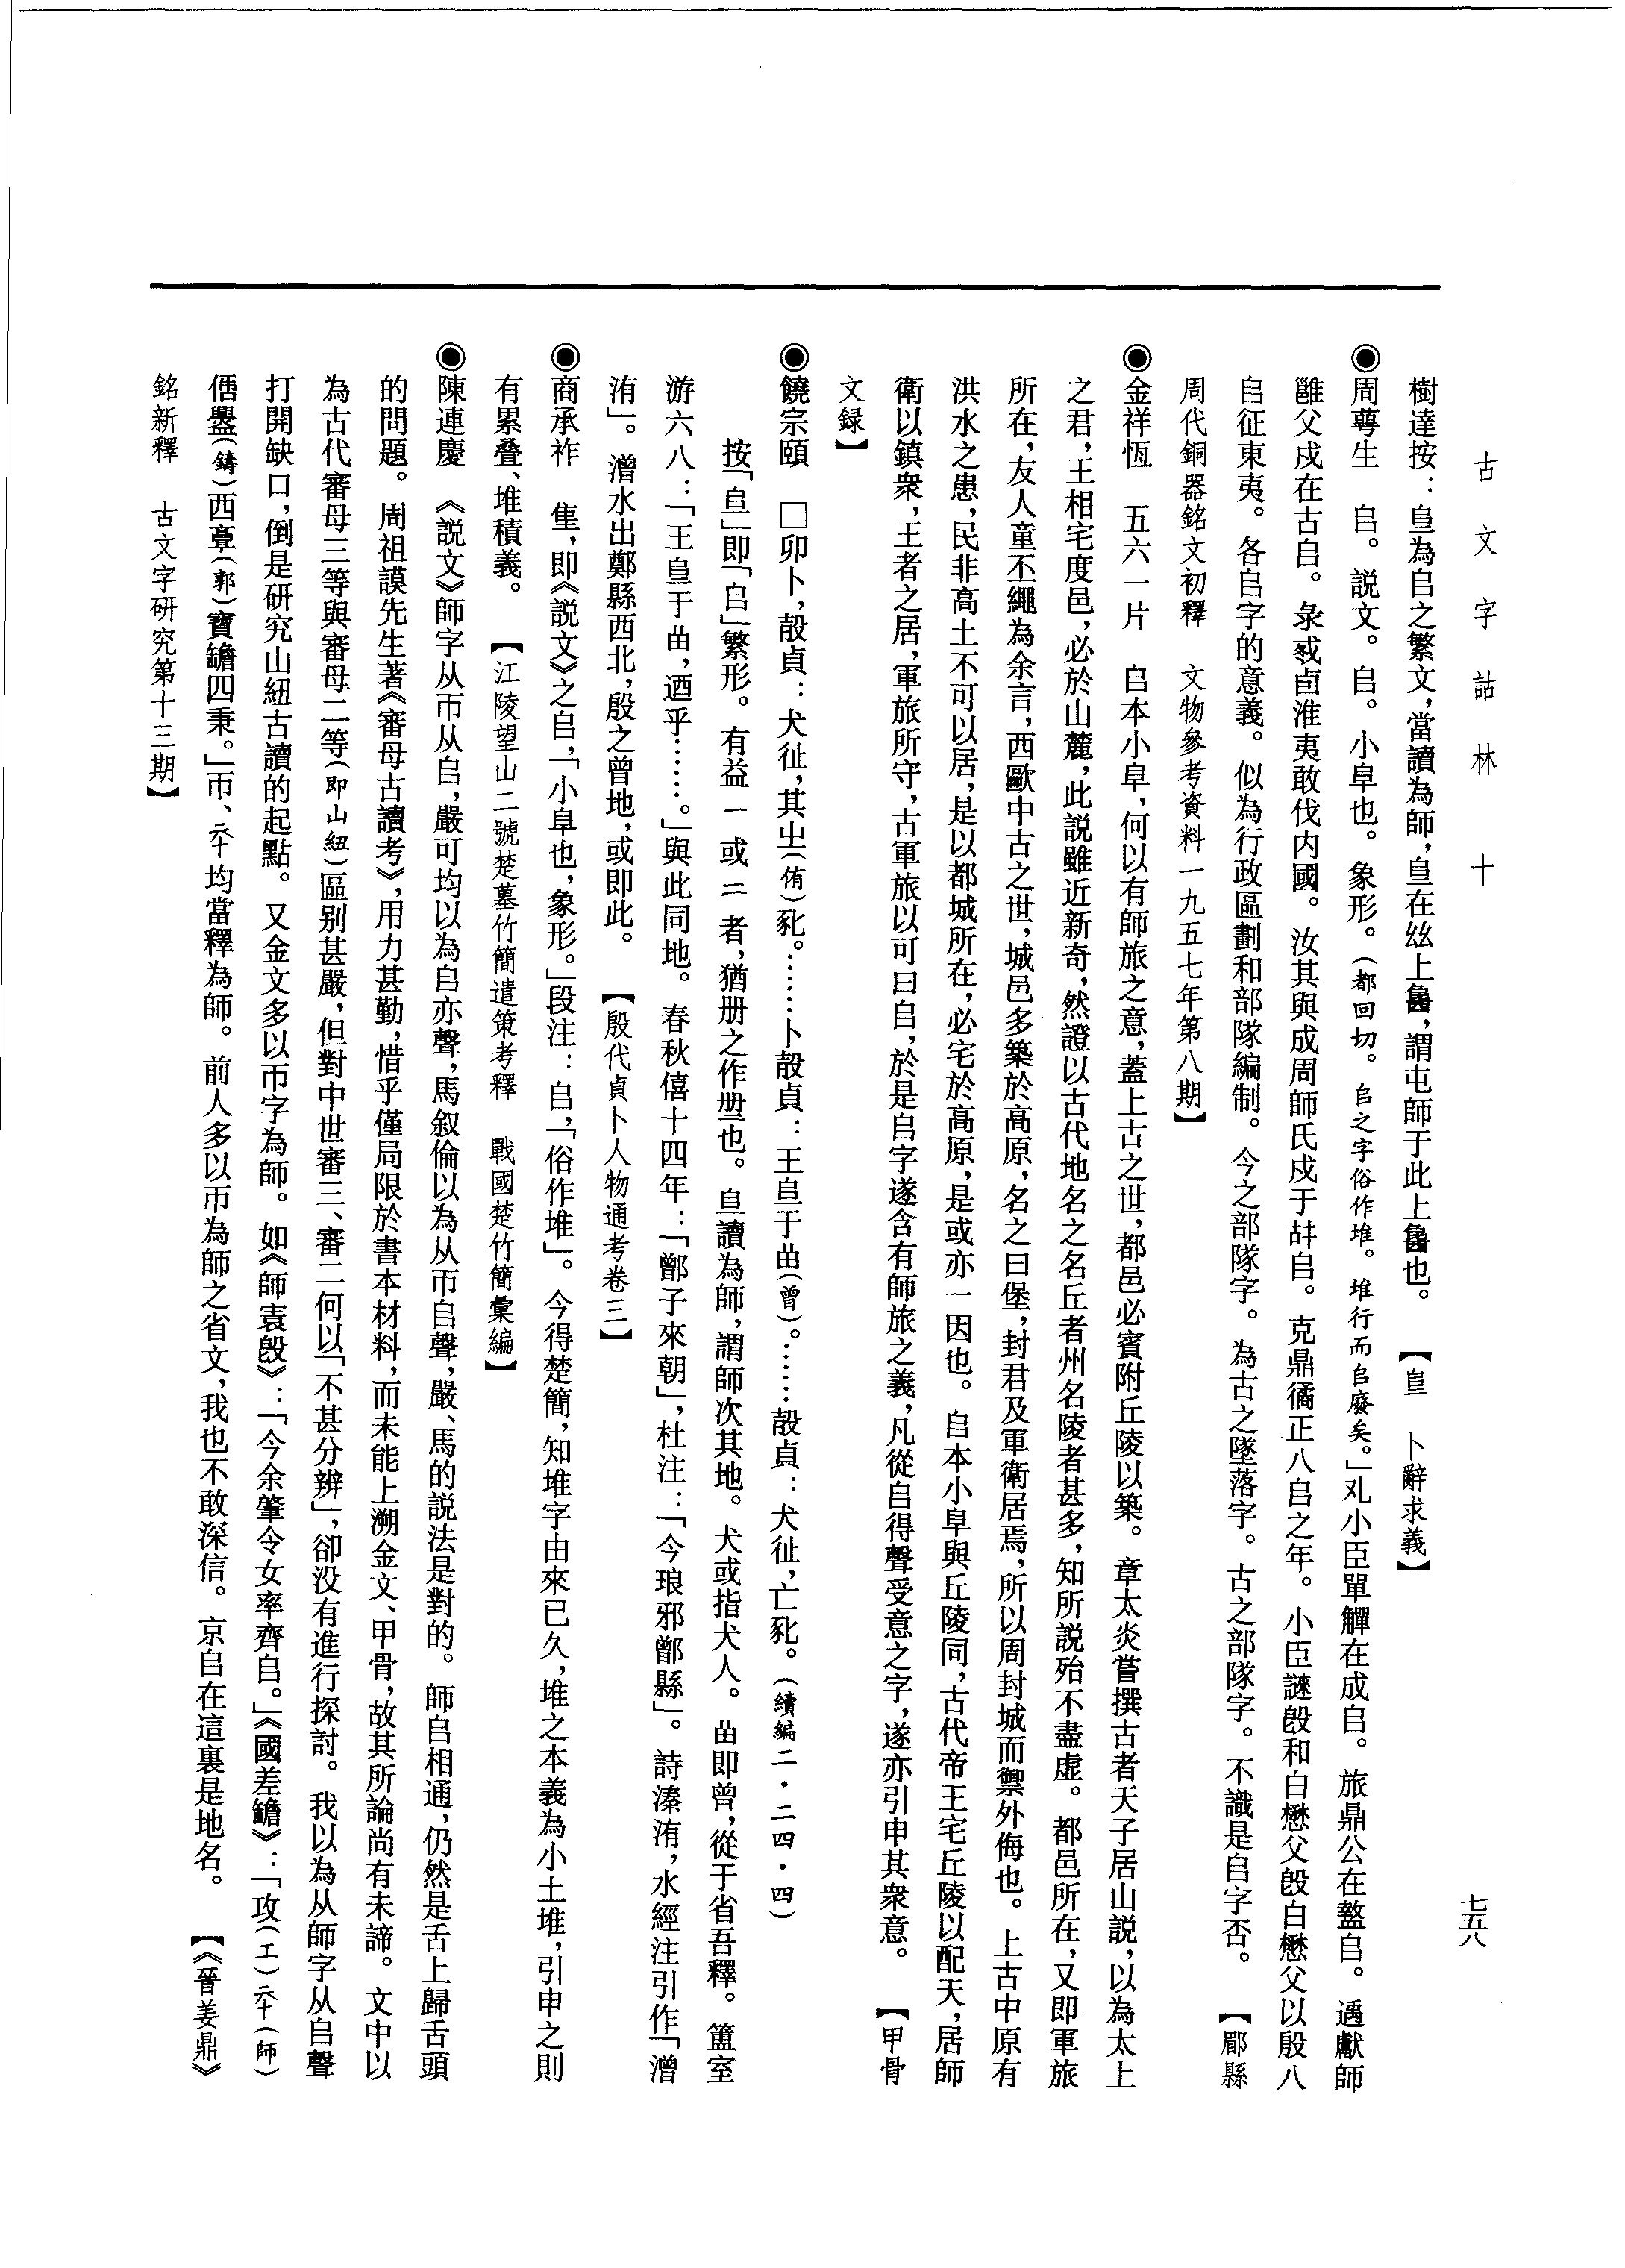 古文字詁林 十
七五八
樹達按：𠂤為𠂤之繁文，當讀為師，在𢆶上，謂屯師于此上也。 【 卜辭求義】
◉周萼生 𠂤。説文。𠂤。小𨸏也。象形。（都回切。𠂤之字俗作堆。堆行而𠂤廢矣。」𠃨小臣單觶在成𠂤。旅鼎公在盩𠂤。遇獻師
雝父戍在古𠂤。彔㦰卣淮夷敢伐内國。汝其與成周師氏戍于𠂤。克鼎遹正八𠂤之年。小臣謎𣪘和白懋父𣪘白懋父以殷八
𠂤征東夷。各𠂤字的意義。似為行政區劃和部隊編制。今之部隊字。為古之墜落字。古之部隊字。不識是𠂤字否。 【郿縣
周代銅器銘文初釋 文物參考資料一九五七年第八期】
◉金祥恆 五六一片 𠂤本小阜，何以有師旅之意，蓋上古之世，都邑必賓附丘陵以築。章太炎嘗撰古者天子居山説，以為太上
之君，王相宅度邑，必於山麓，此説雖近新奇，然證以古代地名之名丘者州名陵者甚多，知所説殆不盡虛。都邑所在，又即軍旅
所在，友人童丕繩為余言，西歐中古之世，城邑多築於高原，名之曰堡，封君及軍衛居焉，所以周封城而禦外侮也。上古中原有
洪水之患，民非高土不可以居，是以都城所在，必宅於高原，是或亦一因也。𠂤本小阜與丘陵同，古代帝王宅丘陵以配天，居師
衛以鎮衆，王者之居，軍旅所守，古軍旅以可曰𠂤，於是𠂤字遂含有師旅之義，凡從𠂤得聲受意之字，遂亦引申其衆意。 【甲骨
文録】
◉饒宗頤 □卯卜，㱿貞：犬𢓊，其㞢（侑）𣦸。……卜㱿貞：王于㽕（曾）。……㱿貞：犬𢓊，亡𣦸。（續編二・二四・四）
按「」即「𠂤」繁形。有益一或二者，猶册之作𠕋也。讀為師，謂師次其地。犬或指犬人。㽕即曾，從于省吾釋。簠室
游六八：「王于㽕，迺乎……。」與此同地。春秋僖十四年：「鄫子來朝」，杜注：「今琅邪鄫縣」。詩溱洧，水經注引作「潧
洧」。潧水出鄭縣西北，殷之曾地，或即此。 【殷代貞卜人物通考卷三】
◉商承祚 隼，即《説文》之𠂤，「小𨸏也，象形。」段注：𠂤，「俗作堆」。今得楚簡，知堆字由來已久，堆之本義為小土堆，引申之則
有累叠、堆積義。 【江陵望山二號楚墓竹簡遣策考釋 戰國楚竹簡彙編】
◉陳連慶 《説文》師字从帀从𠂤，嚴可均以為𠂤亦聲，馬叙倫以為从帀𠂤聲，嚴、馬的説法是對的。師𠂤相通，仍然是舌上歸舌頭
的問題。周祖謨先生著《審母古讀考》，用力甚勤，惜乎僅局限於書本材料，而未能上溯金文、甲骨，故其所論尚有未諦。文中以
為古代審母三等與審母二等（即山紐）區别甚嚴，但對中世審三、審二何以「不甚分辨」，卻没有進行探討。我以為从師字从𠂤聲
打開缺口，倒是研究山紐古讀的起點。又金文多以帀字為師。如《師㝨𣪘》：「今余肇令女率齊𠂤。」《國差𦉜》：「攻（工）𠂤（師）
㑦𥂴（鑄）西𩫖（郭）寶𦉜四秉。」帀、均當釋為師。前人多以帀為師之省文，我也不敢深信。京𠂤在這裏是地名。 【《晉姜鼎》
銘新釋 古文字研究第十三期】